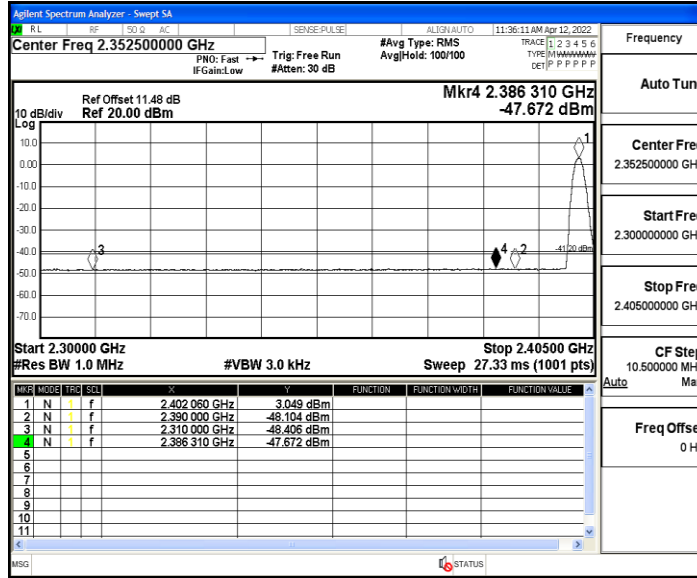 Agilent Spectrum Analyzer - Swept SA
RL RF 50 Ω AC SENSE:PULSE ALIGN AUTO 11:36:11 AM Apr 12, 2022
Center Freq 2.352500000 GHz
PNO: Fast
IFGain:Low
Trig: Free Run
#Atten: 30 dB
#Avg Type: RMS
Avg|Hold: 100/100
TRACE 1 2 3 4 5 6
TYPE MWWWWW
DET P P P P P P
Ref Offset 11.48 dB
Ref 20.00 dBm
Mkr4 2.386 310 GHz
-47.672 dBm
10 dB/div
Log
10.0
0.00
-10.0
-20.0
-30.0
-40.0
-50.0
-60.0
-70.0
1
3
4
2
-41.20 dBm
Start 2.30000 GHz Stop 2.40500 GHz
#Res BW 1.0 MHz #VBW 3.0 kHz Sweep 27.33 ms (1001 pts)
MKR MODE TRC SCL X Y FUNCTION FUNCTION WIDTH FUNCTION VALUE
1 N 1 f 2.402 060 GHz 3.049 dBm
2 N 1 f 2.390 000 GHz -48.104 dBm
3 N 1 f 2.310 000 GHz -48.406 dBm
4 N 1 f 2.386 310 GHz -47.672 dBm
5
6
7
8
9
10
11
MSG STATUS
Frequency
Auto Tun
Center Fre
2.352500000 GH
Start Fre
2.300000000 GH
Stop Fre
2.405000000 GH
CF Ste
10.500000 MH
Auto Ma
Freq Offse
0 H